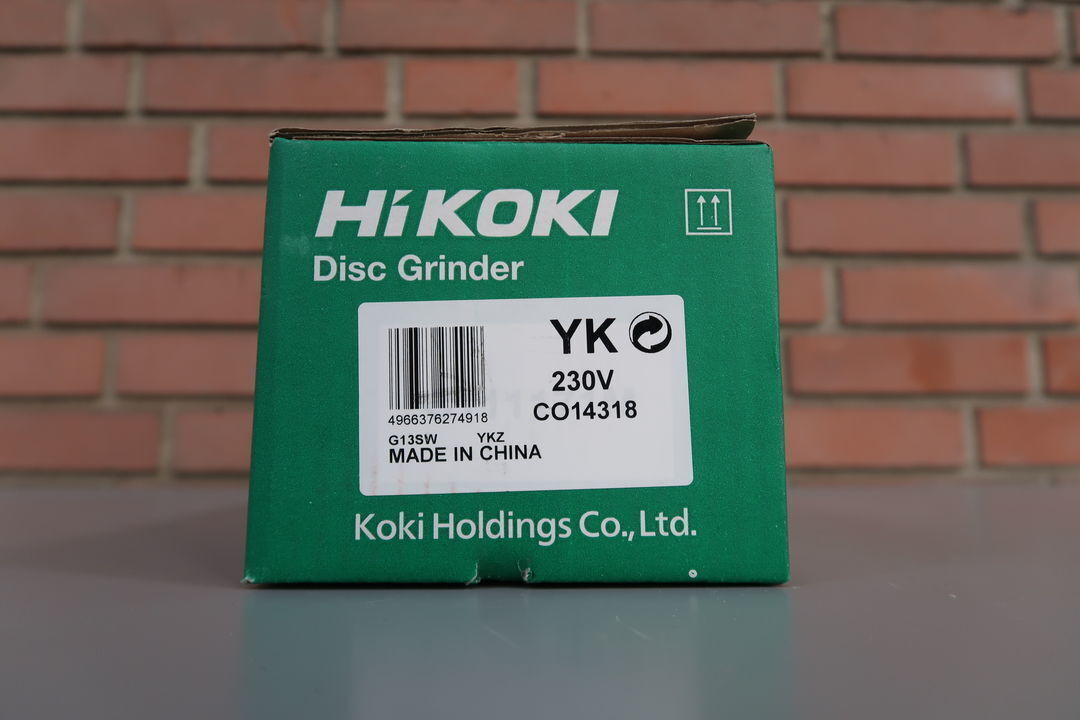 HiKOKI
Disc Grinder
YK
230V
CO14318
4966376274918
G13SW YKZ
MADE IN CHINA
Koki Holdings Co., Ltd.